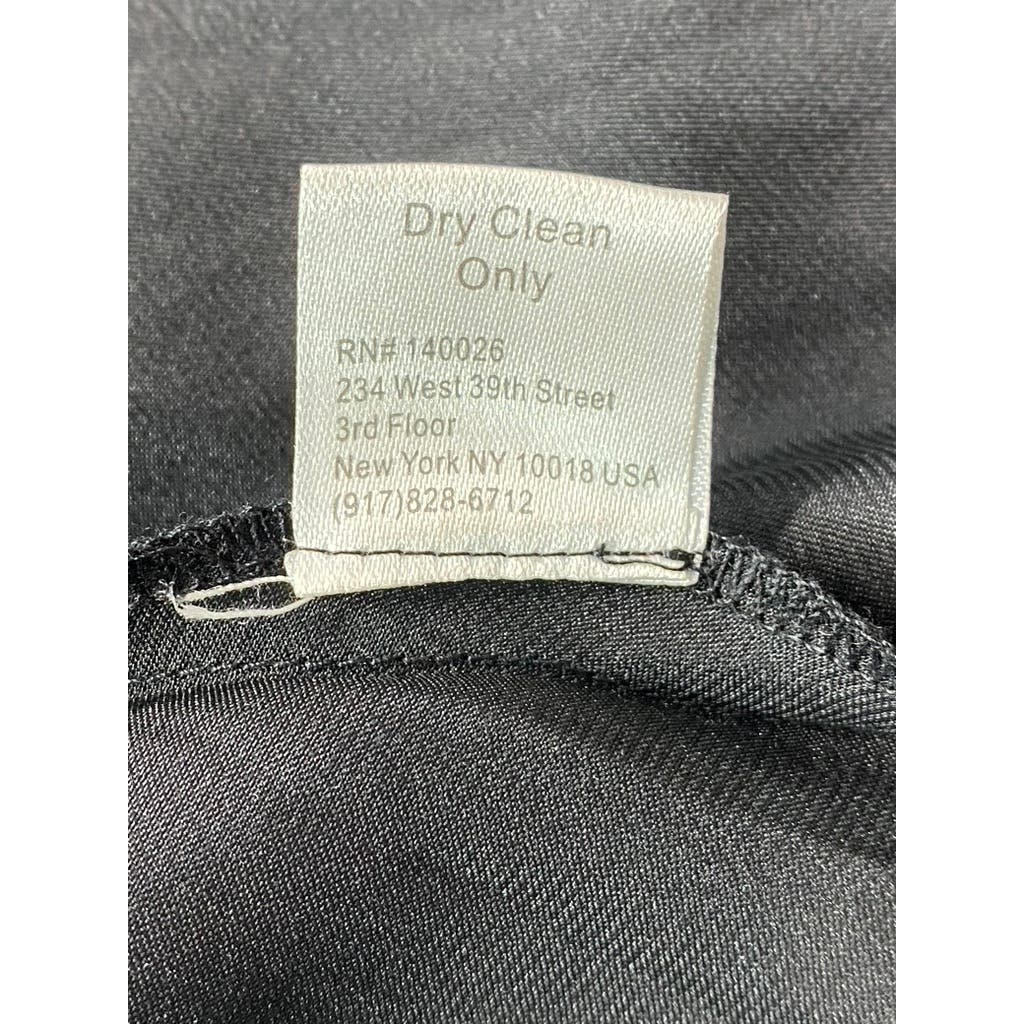 Dry Clean
Only
RN# 140026
234 West 39th Street
3rd Floor
New York NY 10018 USA
(917)828-6712